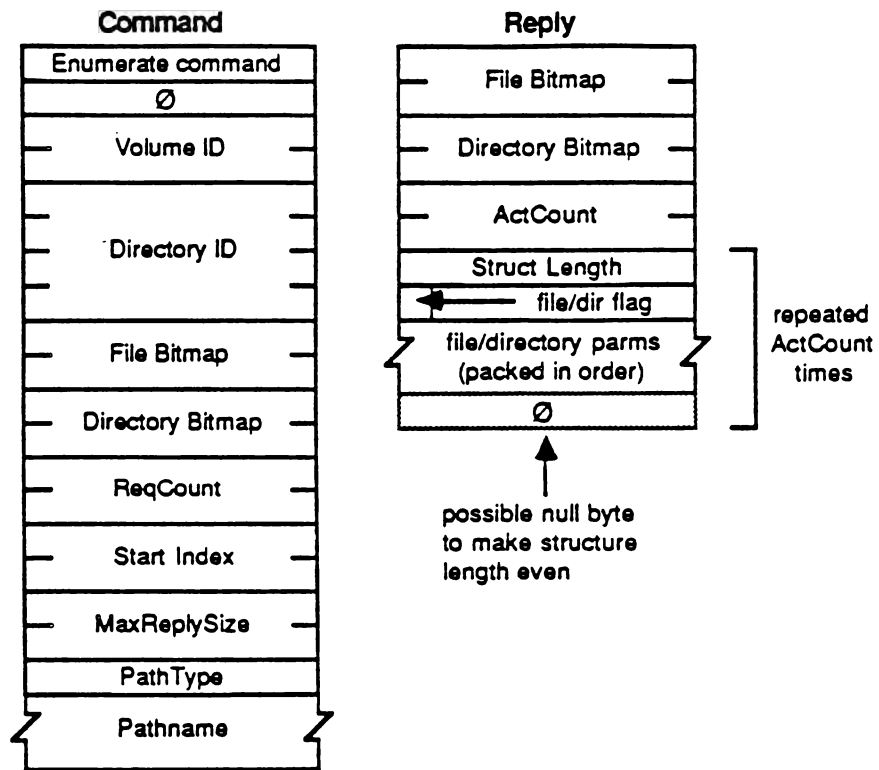 Command
Enumerate command
Ø
Volume ID
Directory ID
File Bitmap
Directory Bitmap
ReqCount
Start Index
MaxReplySize
PathType
Pathname
Reply
File Bitmap
Directory Bitmap
ActCount
Struct Length
file/dir flag
file/directory parms
(packed in order)
Ø
repeated
ActCount
times
possible null byte
to make structure
length even